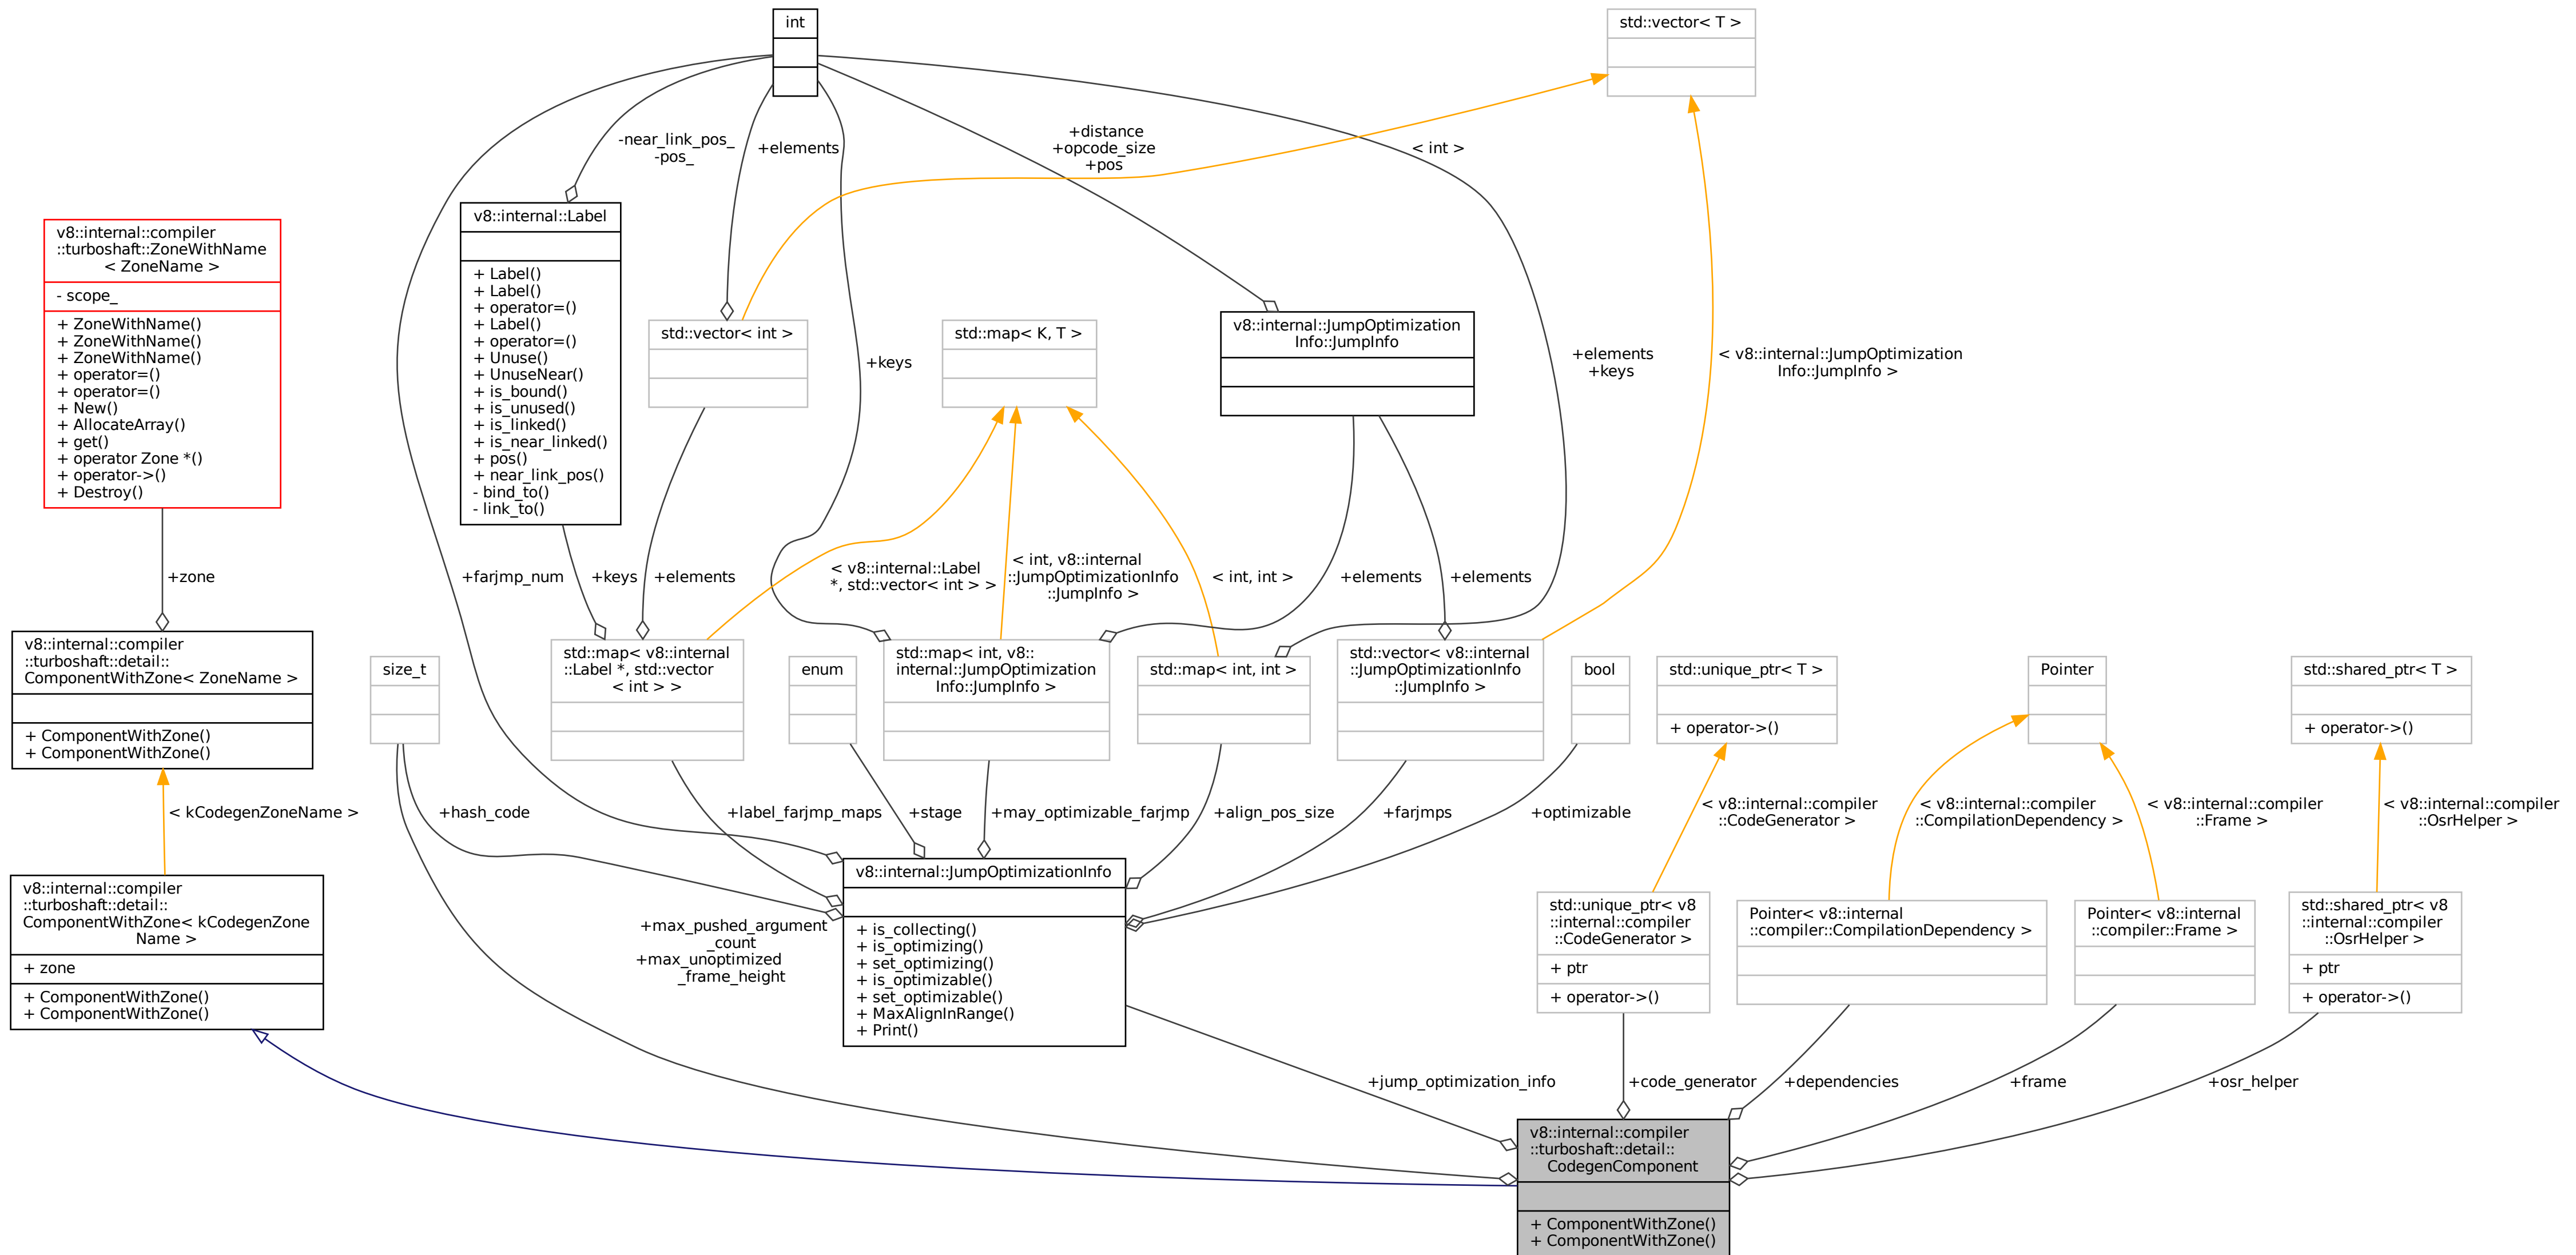 int
std::vector< T >
-near_link_pos_
-pos_
+elements
+distance
+opcode_size
+pos
< int >
v8::internal::Label
+ Label()
+ Label()
+ operator=()
+ Label()
+ operator=()
+ Unuse()
+ UnuseNear()
+ is_bound()
+ is_unused()
+ is_linked()
+ is_near_linked()
+ pos()
+ near_link_pos()
- bind_to()
- link_to()
v8::internal::compiler
::turboshaft::ZoneWithName
< ZoneName >
- scope_
+ ZoneWithName()
+ ZoneWithName()
+ ZoneWithName()
+ operator=()
+ operator=()
+ New()
+ AllocateArray()
+ get()
+ operator Zone *()
+ operator->()
+ Destroy()
std::vector< int >
+keys
std::map< K, T >
v8::internal::JumpOptimization
Info::JumpInfo
+elements
+keys
< v8::internal::JumpOptimization
Info::JumpInfo >
+zone
+farjmp_num
+keys
+elements
< v8::internal::Label
*, std::vector< int > >
< int, v8::internal
::JumpOptimizationInfo
::JumpInfo >
< int, int >
+elements
+elements
v8::internal::compiler
::turboshaft::detail::
ComponentWithZone< ZoneName >
+ ComponentWithZone()
+ ComponentWithZone()
size_t
std::map< v8::internal
::Label *, std::vector
< int > >
enum
std::map< int, v8::
internal::JumpOptimization
Info::JumpInfo >
std::map< int, int >
std::vector< v8::internal
::JumpOptimizationInfo
::JumpInfo >
bool
std::unique_ptr< T >
+ operator->()
Pointer
std::shared_ptr< T >
+ operator->()
< kCodegenZoneName >
+hash_code
+label_farjmp_maps
+stage
+may_optimizable_farjmp
+align_pos_size
+farjmps
+optimizable
< v8::internal::compiler
::CodeGenerator >
< v8::internal::compiler
::CompilationDependency >
< v8::internal::compiler
::Frame >
< v8::internal::compiler
::OsrHelper >
v8::internal::compiler
::turboshaft::detail::
ComponentWithZone< kCodegenZone
Name >
+ zone
+ ComponentWithZone()
+ ComponentWithZone()
+max_pushed_argument
_count
+max_unoptimized
_frame_height
v8::internal::JumpOptimizationInfo
+ is_collecting()
+ is_optimizing()
+ set_optimizing()
+ is_optimizable()
+ set_optimizable()
+ MaxAlignInRange()
+ Print()
std::unique_ptr< v8
::internal::compiler
::CodeGenerator >
+ ptr
+ operator->()
Pointer< v8::internal
::compiler::CompilationDependency >
Pointer< v8::internal
::compiler::Frame >
std::shared_ptr< v8
::internal::compiler
::OsrHelper >
+ ptr
+ operator->()
+jump_optimization_info
+code_generator
+dependencies
+frame
+osr_helper
v8::internal::compiler
::turboshaft::detail::
CodegenComponent
+ ComponentWithZone()
+ ComponentWithZone()